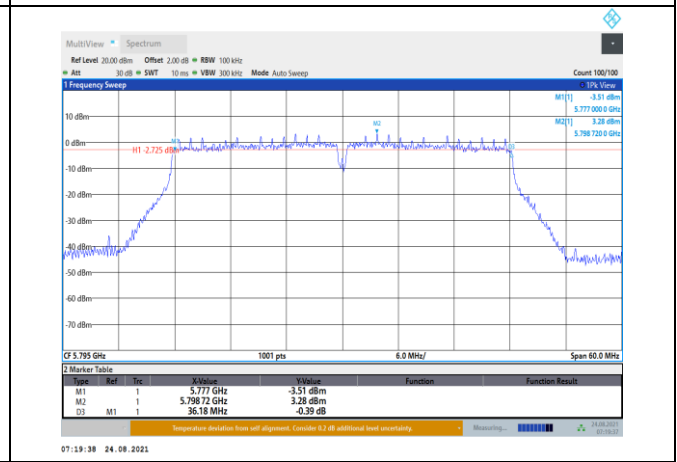 MultiView Spectrum
Ref Level 20.00 dBm Offset 2.00 dB RBW 100 kHz
Att 30 dB SWT 10 ms VBW 300 kHz Mode Auto Sweep Count 100/100
1 Frequency Sweep 1Pk View
M1[1] -3.51 dBm
5.777 000 0 GHz
M2[1] 3.28 dBm
5.798 720 0 GHz
10 dBm
M2
0 dBm
H1 -2.725 dBm
-10 dBm
-20 dBm
-30 dBm
-40 dBm
-50 dBm
-60 dBm
-70 dBm
CF 5.795 GHz 1001 pts 6.0 MHz/ Span 60.0 MHz
2 Marker Table
Type Ref Trc X-Value Y-Value Function Function Result
M1 1 5.777 GHz -3.51 dBm
M2 1 5.79872 GHz 3.28 dBm
D3 M1 1 36.18 MHz -0.39 dB
Temperature deviation from self alignment. Consider 0.2 dB additional level uncertainty. Measuring... 24.08.2021
07:19:37
07:19:38 24.08.2021